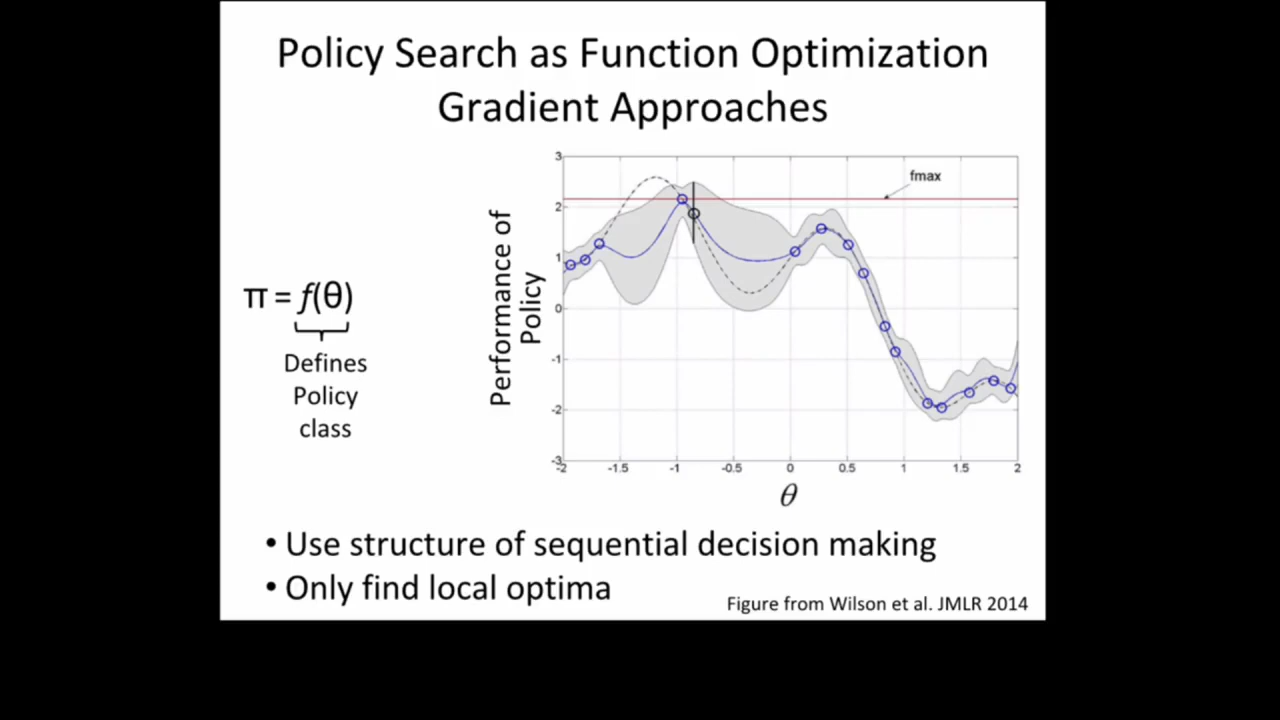 Policy Search as Function Optimization
Gradient Approaches
π = f(θ)
Defines
Policy
class
Performance of
Policy
3
2
1
0
-1
-2
-3
fmax
-2 -1.5 -1 -0.5 0 0.5 1 1.5 2
θ
• Use structure of sequential decision making
• Only find local optima
Figure from Wilson et al. JMLR 2014